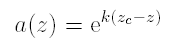 a(z) = e^{k(z_c − z)}